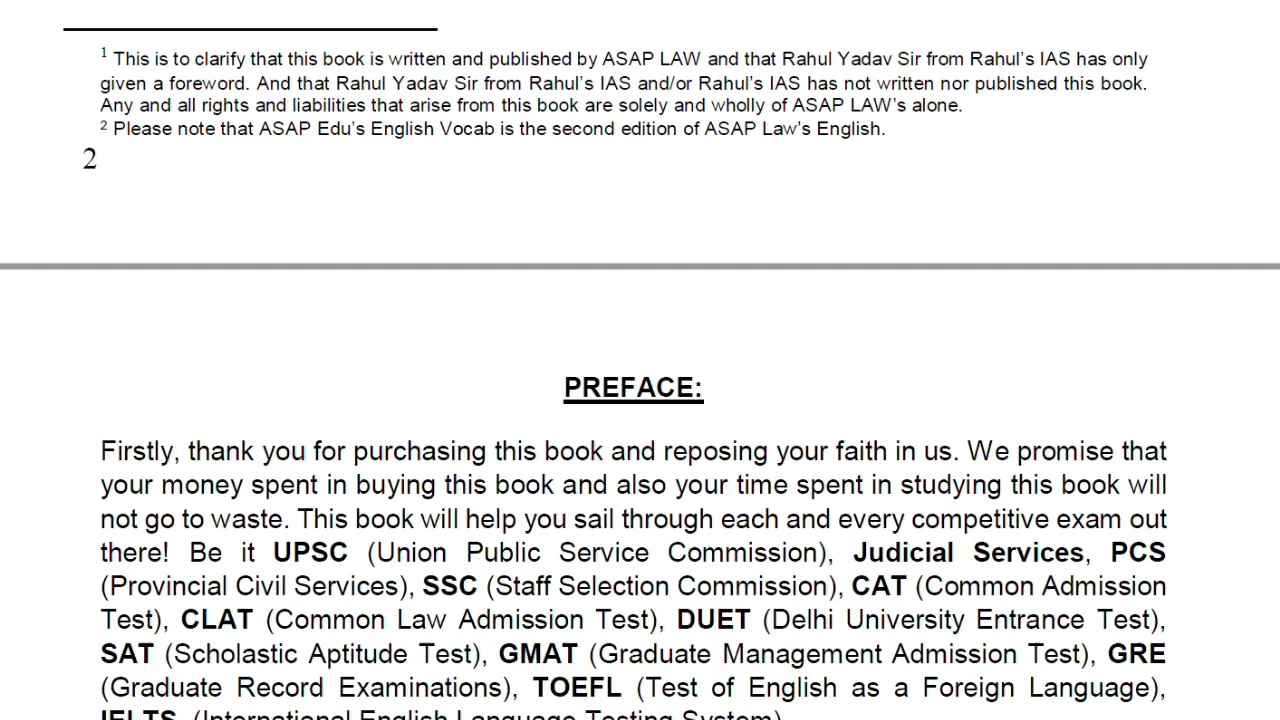 ¹ This is to clarify that this book is written and published by ASAP LAW and that Rahul Yadav Sir from Rahul's IAS has only
given a foreword. And that Rahul Yadav Sir from Rahul's IAS and/or Rahul's IAS has not written nor published this book.
Any and all rights and liabilities that arise from this book are solely and wholly of ASAP LAW's alone.
² Please note that ASAP Edu's English Vocab is the second edition of ASAP Law's English.
2
PREFACE:
Firstly, thank you for purchasing this book and reposing your faith in us. We promise that
your money spent in buying this book and also your time spent in studying this book will
not go to waste. This book will help you sail through each and every competitive exam out
there! Be it UPSC (Union Public Service Commission), Judicial Services, PCS
(Provincial Civil Services), SSC (Staff Selection Commission), CAT (Common Admission
Test), CLAT (Common Law Admission Test), DUET (Delhi University Entrance Test),
SAT (Scholastic Aptitude Test), GMAT (Graduate Management Admission Test), GRE
(Graduate Record Examinations), TOEFL (Test of English as a Foreign Language),
IELTS (International English Language Testing System)